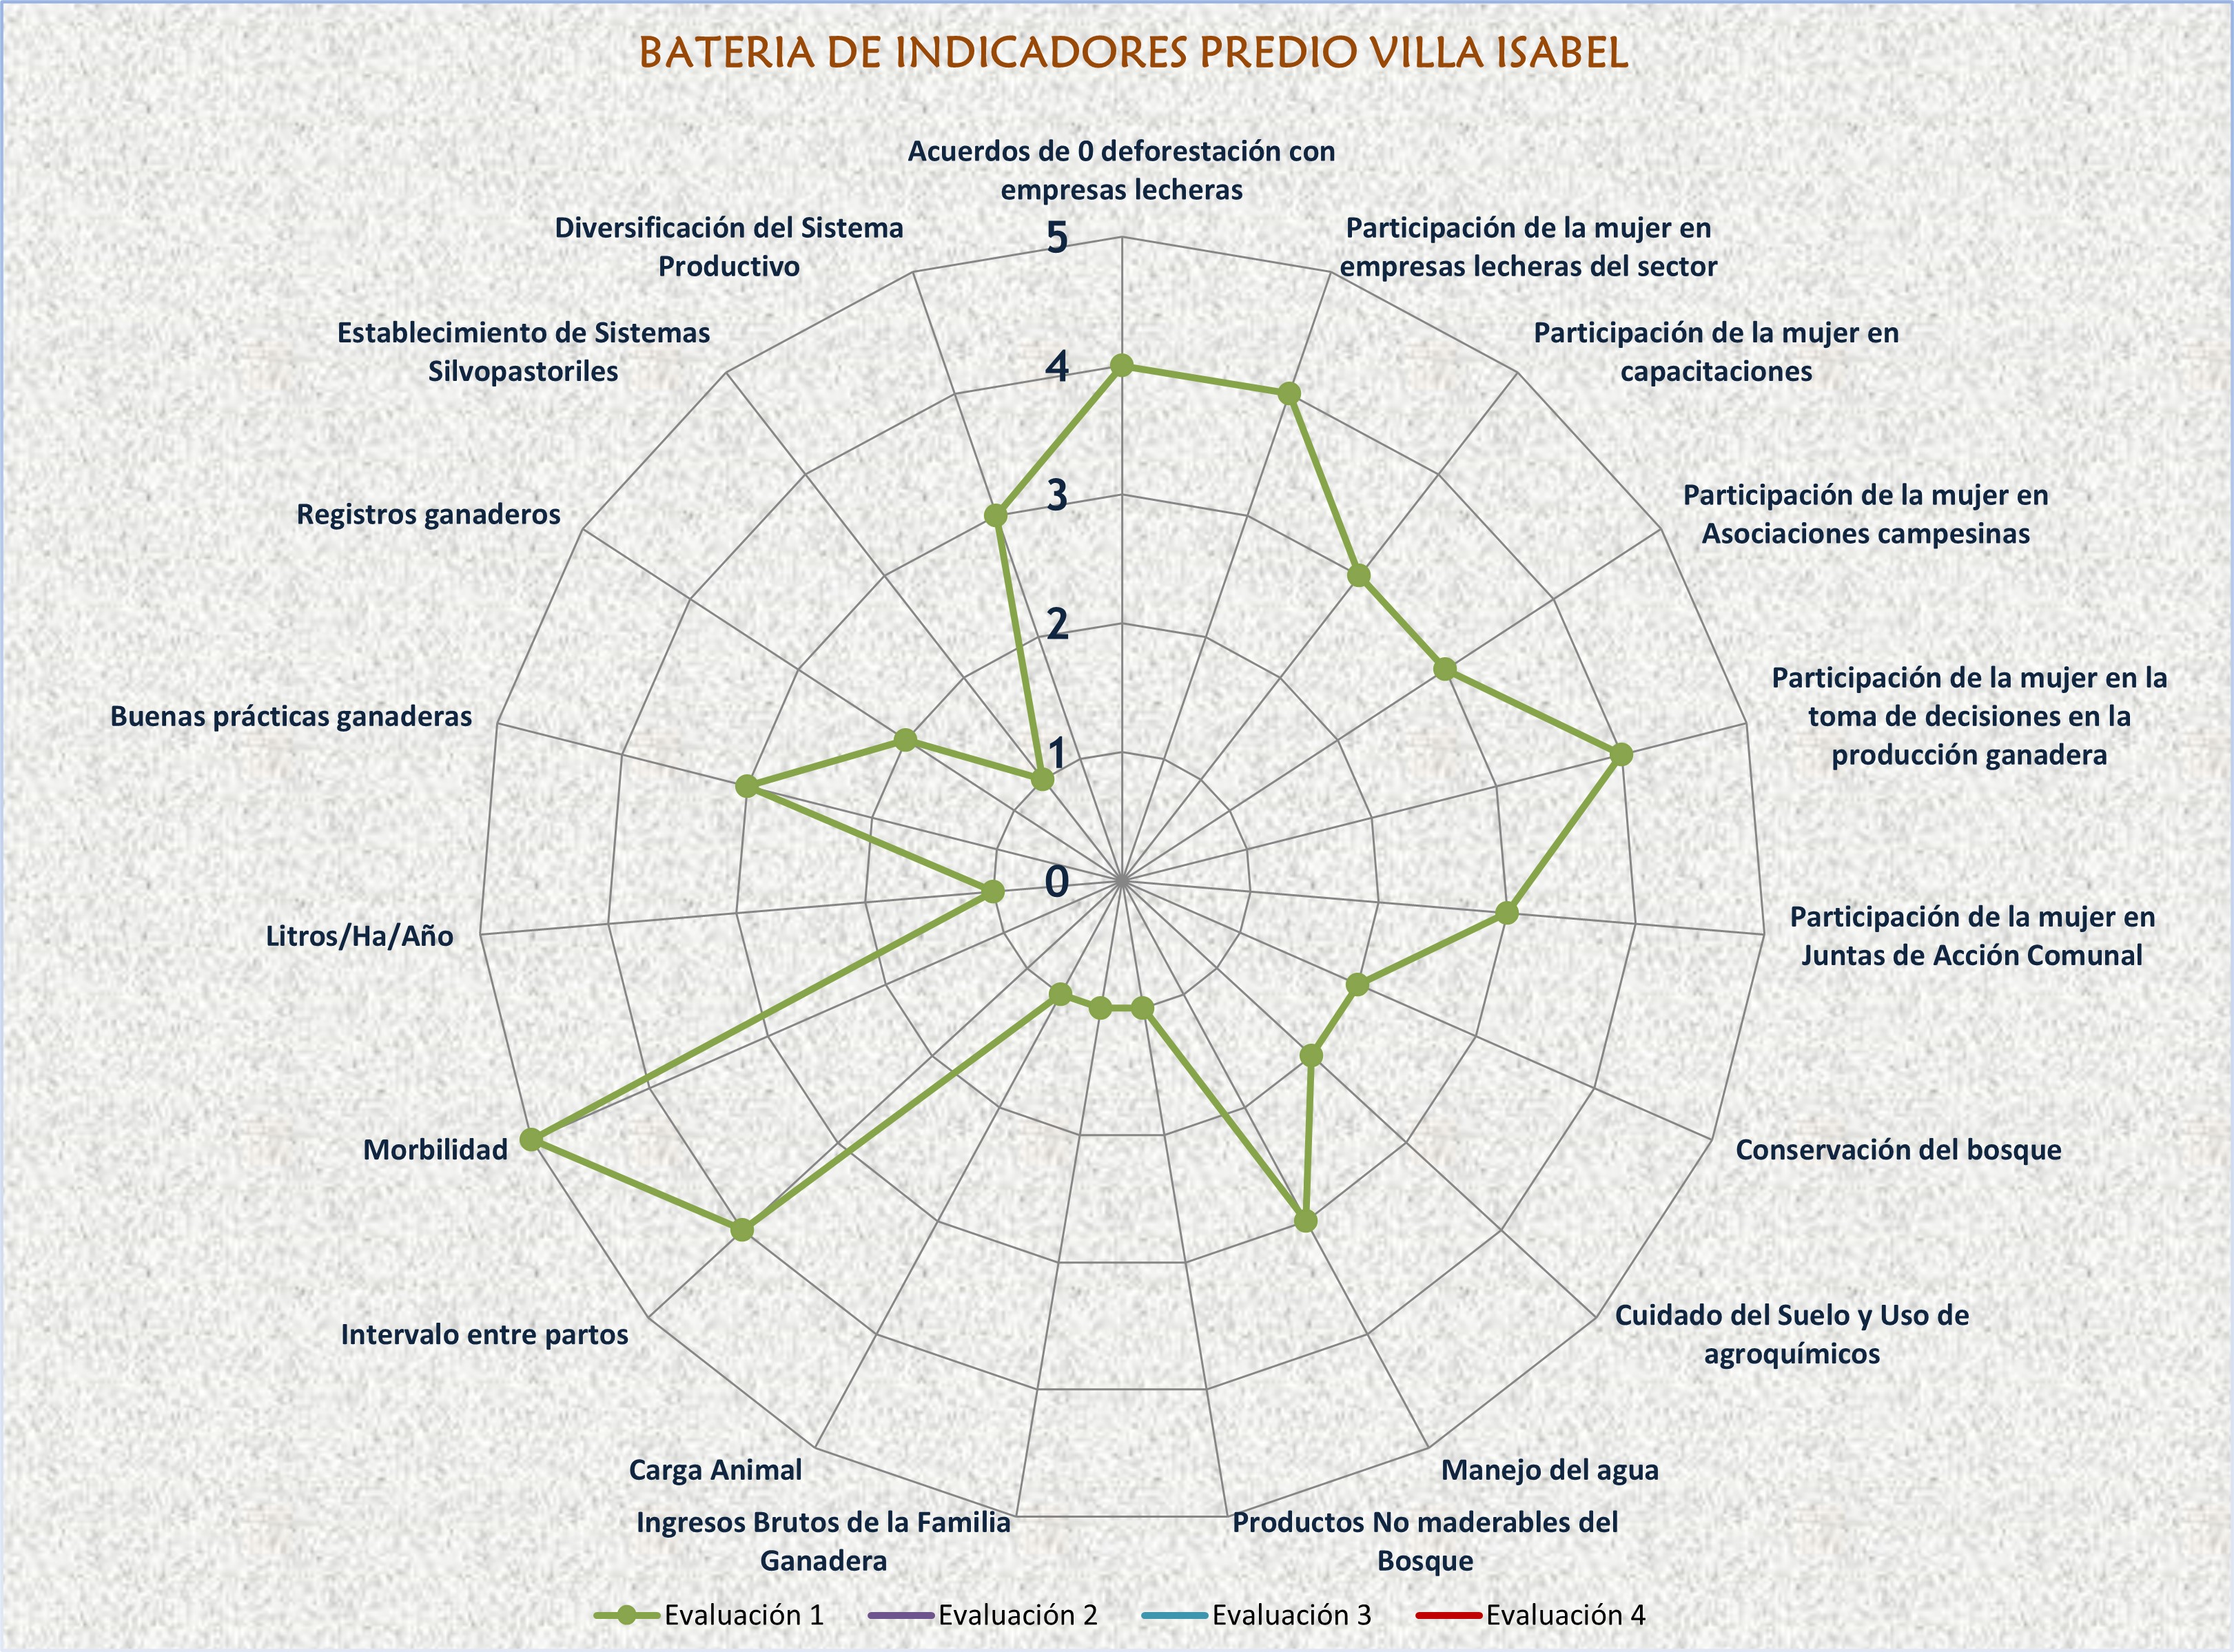 BATERIA DE INDICADORES PREDIO VILLA ISABEL
Acuerdos de 0 deforestación con
empresas lecheras
Participación de la mujer en
empresas lecheras del sector
Participación de la mujer en
capacitaciones
Participación de la mujer en
Asociaciones campesinas
Participación de la mujer en la
toma de decisiones en la
producción ganadera
Participación de la mujer en
Juntas de Acción Comunal
Conservación del bosque
Cuidado del Suelo y Uso de
agroquímicos
Manejo del agua
Productos No maderables del
Bosque
Ingresos Brutos de la Familia
Ganadera
Carga Animal
Intervalo entre partos
Morbilidad
Litros/Ha/Año
Buenas prácticas ganaderas
Registros ganaderos
Establecimiento de Sistemas
Silvopastoriles
Diversificación del Sistema
Productivo
5
4
3
2
1
0
Evaluación 1
Evaluación 2
Evaluación 3
Evaluación 4